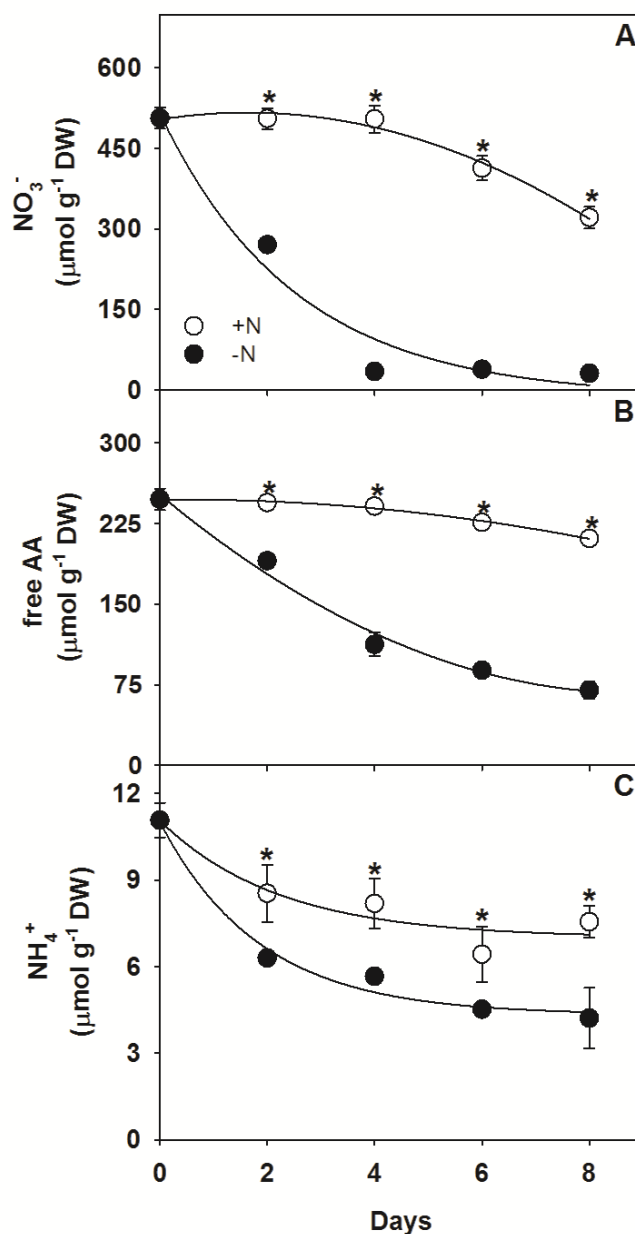 A
600
*
*
*
450
*
NO₃⁻
(µmol g⁻¹ DW)
300
150
+N
-N
0
B
300
*
*
*
*
225
free AA
(µmol g⁻¹ DW)
150
75
0
C
12
*
*
*
*
9
NH₄⁺
(µmol g⁻¹ DW)
6
3
0
0 2 4 6 8
Days